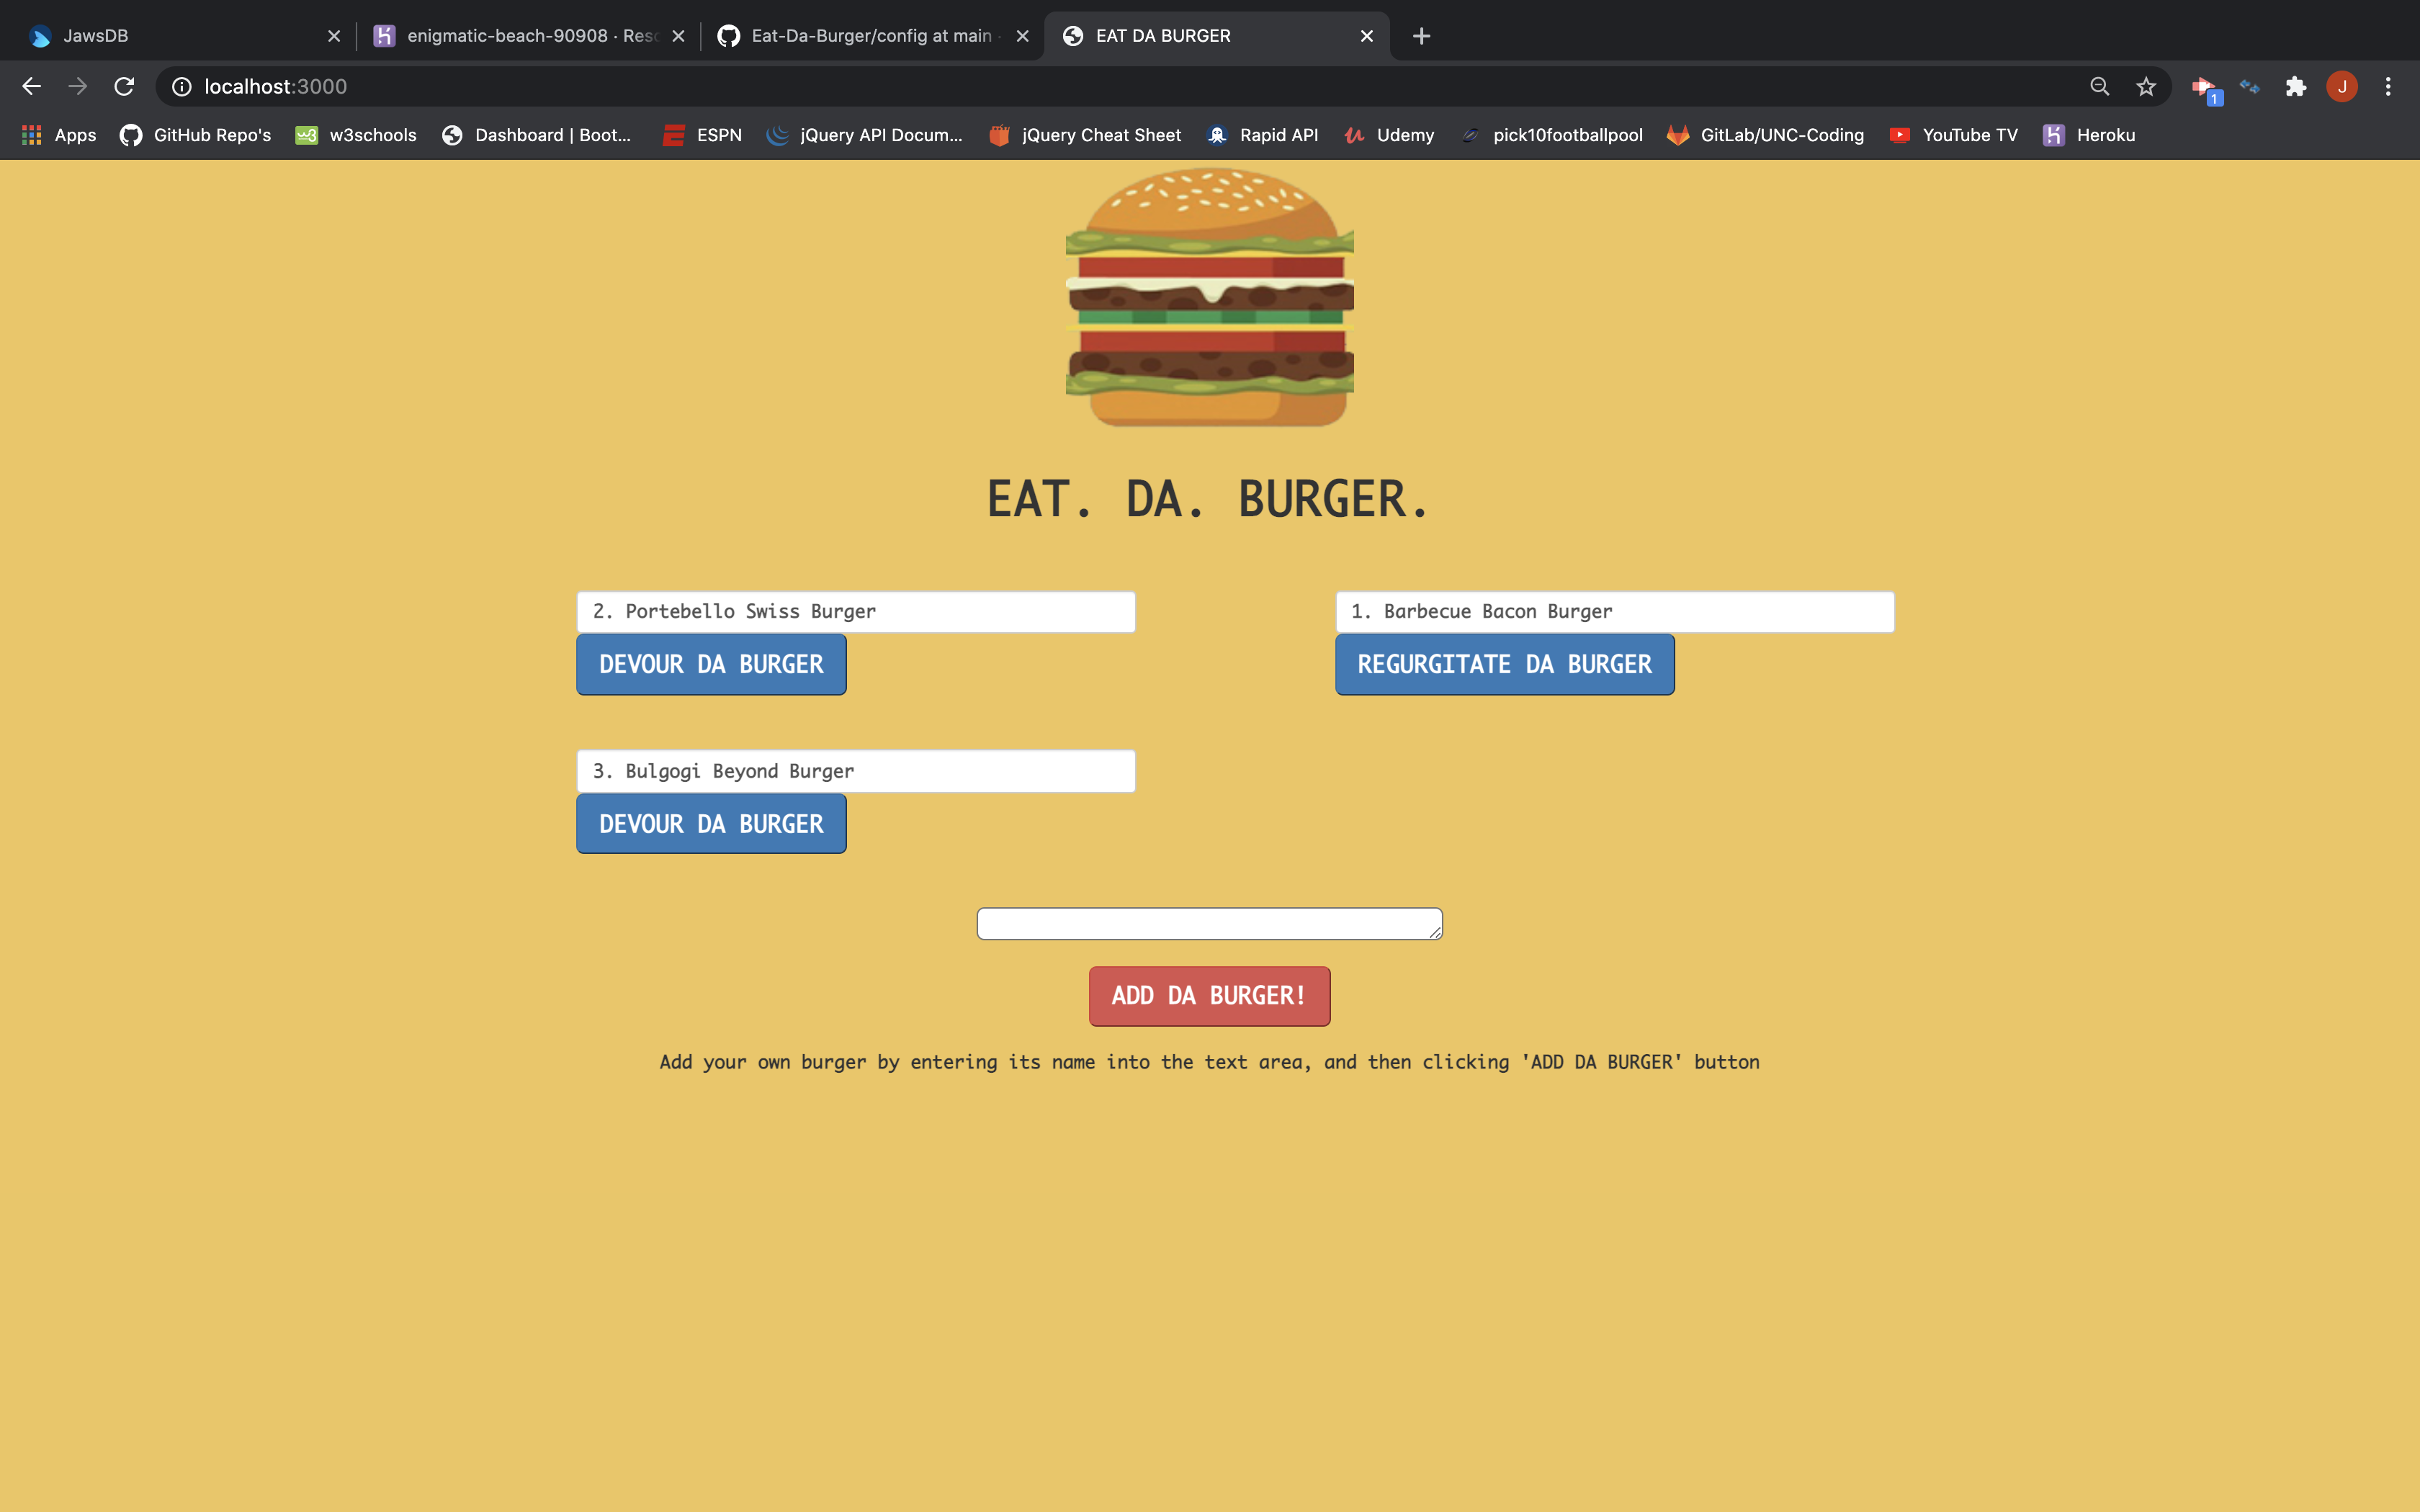 JawsDB
enigmatic-beach-90908 · Resc
Eat-Da-Burger/config at main ·
EAT DA BURGER
localhost:3000
1
J
Apps
GitHub Repo's
w3schools
Dashboard | Boot...
ESPN
jQuery API Docum...
jQuery Cheat Sheet
Rapid API
Udemy
pick10footballpool
GitLab/UNC-Coding
YouTube TV
Heroku
EAT. DA. BURGER.
2. Portebello Swiss Burger
DEVOUR DA BURGER
1. Barbecue Bacon Burger
REGURGITATE DA BURGER
3. Bulgogi Beyond Burger
DEVOUR DA BURGER
ADD DA BURGER!
Add your own burger by entering its name into the text area, and then clicking 'ADD DA BURGER' button